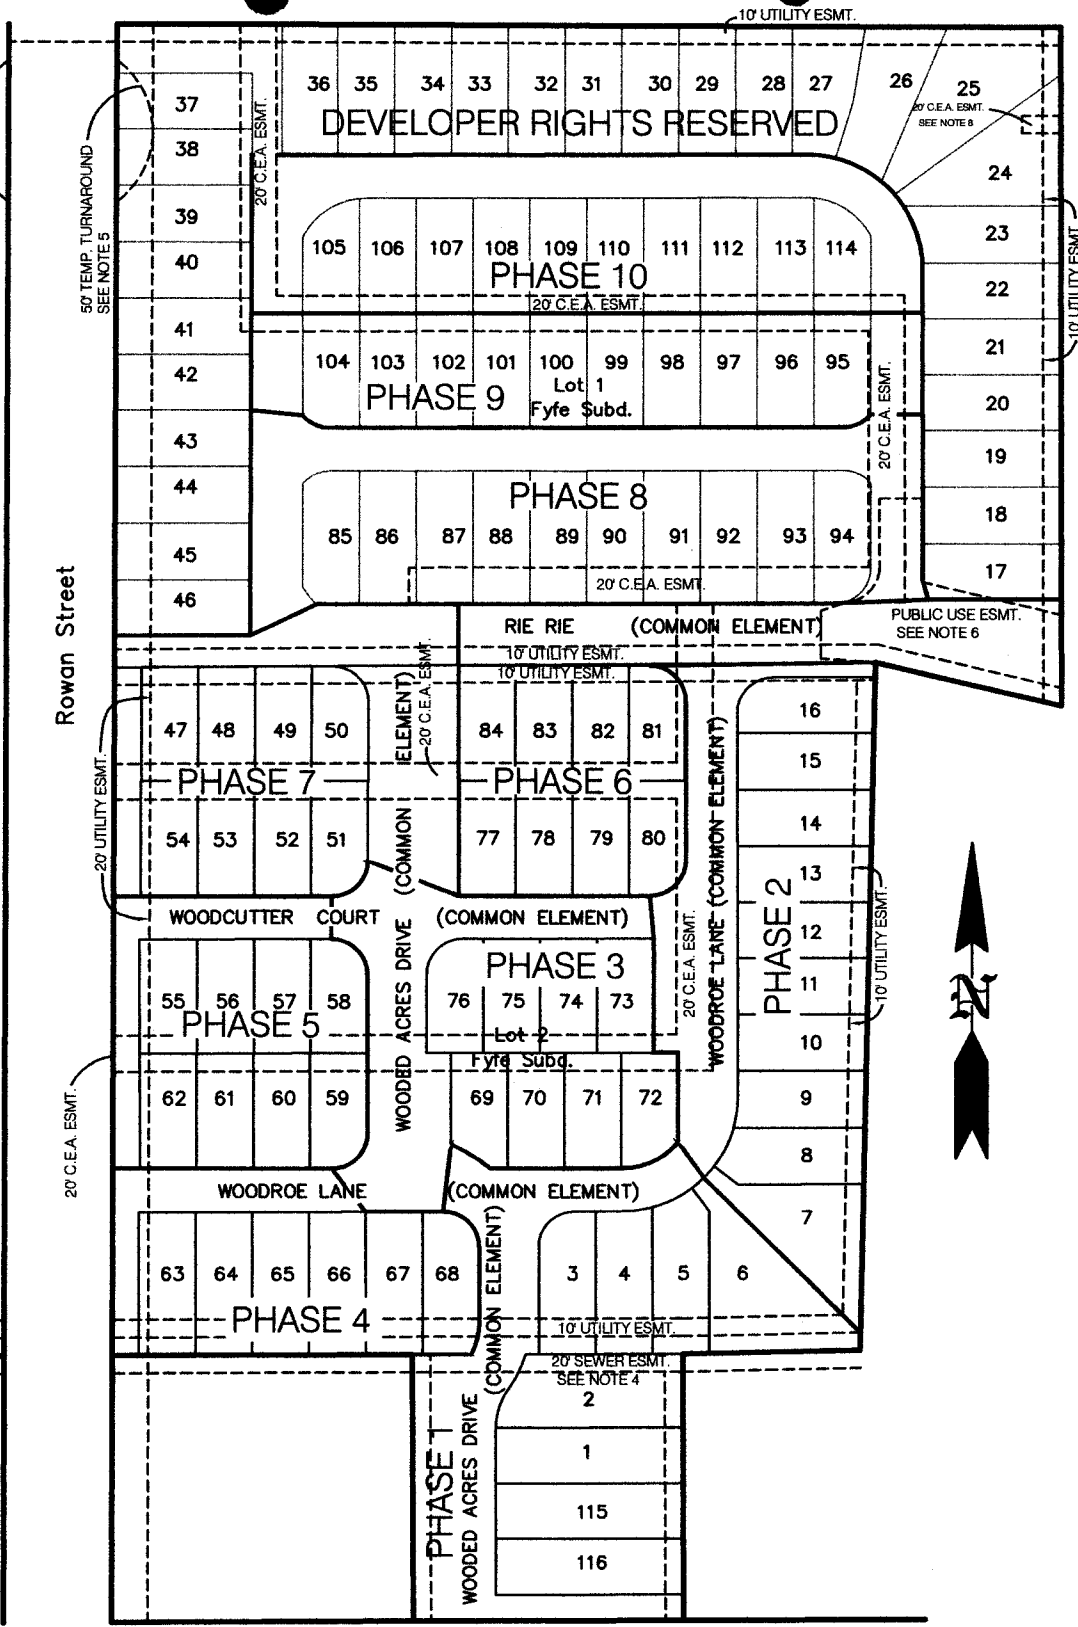 10' UTILITY ESMT.
36 35 34 33 32 31 30 29 28 27 26 25
DEVELOPER RIGHTS RESERVED
20' C.E.A. ESMT.
SEE NOTE 8
37
38
39
40
41
42
43
44
45
46
50' TEMP. TURNAROUND
SEE NOTE 5
20' C.E.A. ESMT.
24
23
22
21
20
19
18
17
10' UTILITY ESMT.
105 106 107 108 109 110 111 112 113 114
PHASE 10
20' C.E.A. ESMT.
104 103 102 101 100 99 98 97 96 95
PHASE 9
Lot 1
Fyfe Subd.
20' C.E.A. ESMT.
PHASE 8
85 86 87 88 89 90 91 92 93 94
20' C.E.A. ESMT.
Rowan Street
RIE RIE (COMMON ELEMENT)
PUBLIC USE ESMT.
SEE NOTE 6
10' UTILITY ESMT.
10' UTILITY ESMT.
20' C.E.A. ESMT.
47 48 49 50
PHASE 7
54 53 52 51
20' UTILITY ESMT.
84 83 82 81
PHASE 6
77 78 79 80
WOODED ACRES DRIVE (COMMON ELEMENT)
WOODROE LANE (COMMON ELEMENT)
20' C.E.A. ESMT.
16
15
14
13
12
11
10
9
8
7
PHASE 2
10' UTILITY ESMT.
N
WOODCUTTER COURT (COMMON ELEMENT)
55 56 57 58
PHASE 5
62 61 60 59
20' C.E.A. ESMT.
PHASE 3
76 75 74 73
Lot 2
Fyfe Subd.
69 70 71 72
WOODROE LANE (COMMON ELEMENT)
63 64 65 66 67 68
PHASE 4
3 4 5 6
10' UTILITY ESMT.
20' SEWER ESMT.
SEE NOTE 4
2
1
115
116
PHASE 1
WOODED ACRES DRIVE (COMMON ELEMENT)